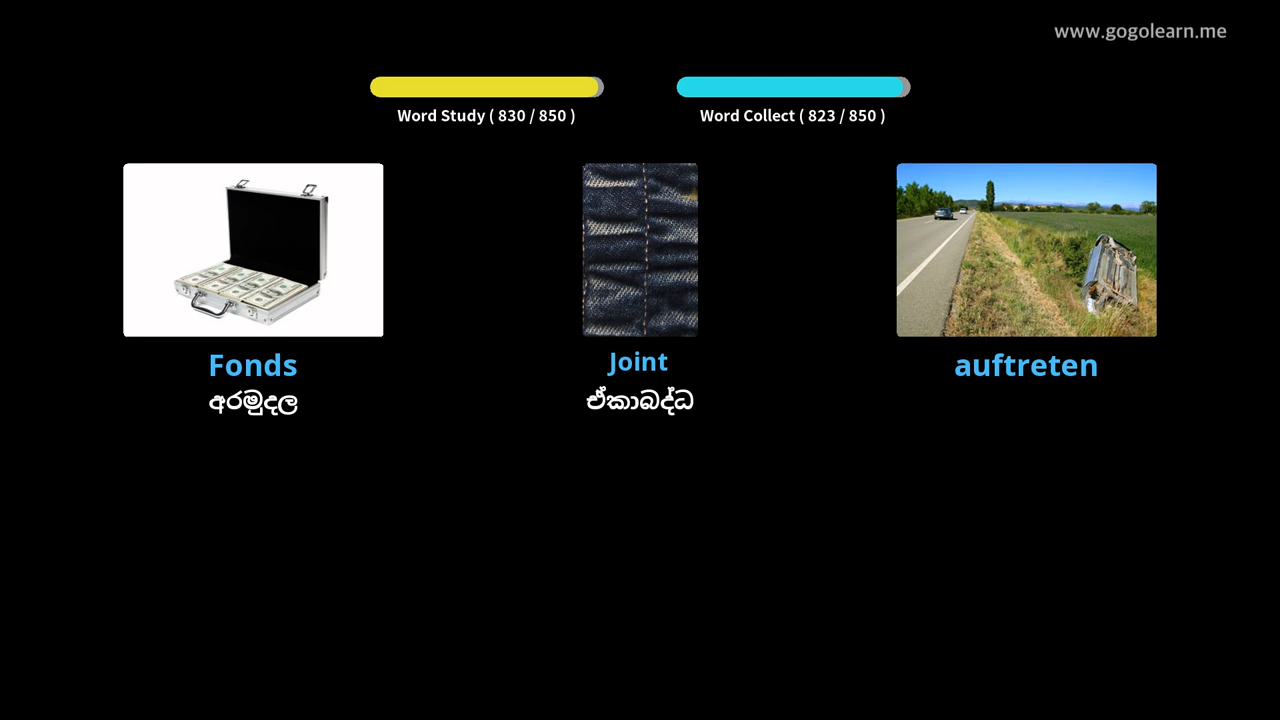 www.gogolearn.me
Word Study ( 830 / 850 )
Word Collect ( 823 / 850 )
Fonds
අරමුදල
Joint
ඒකාබද්ධ
auftreten